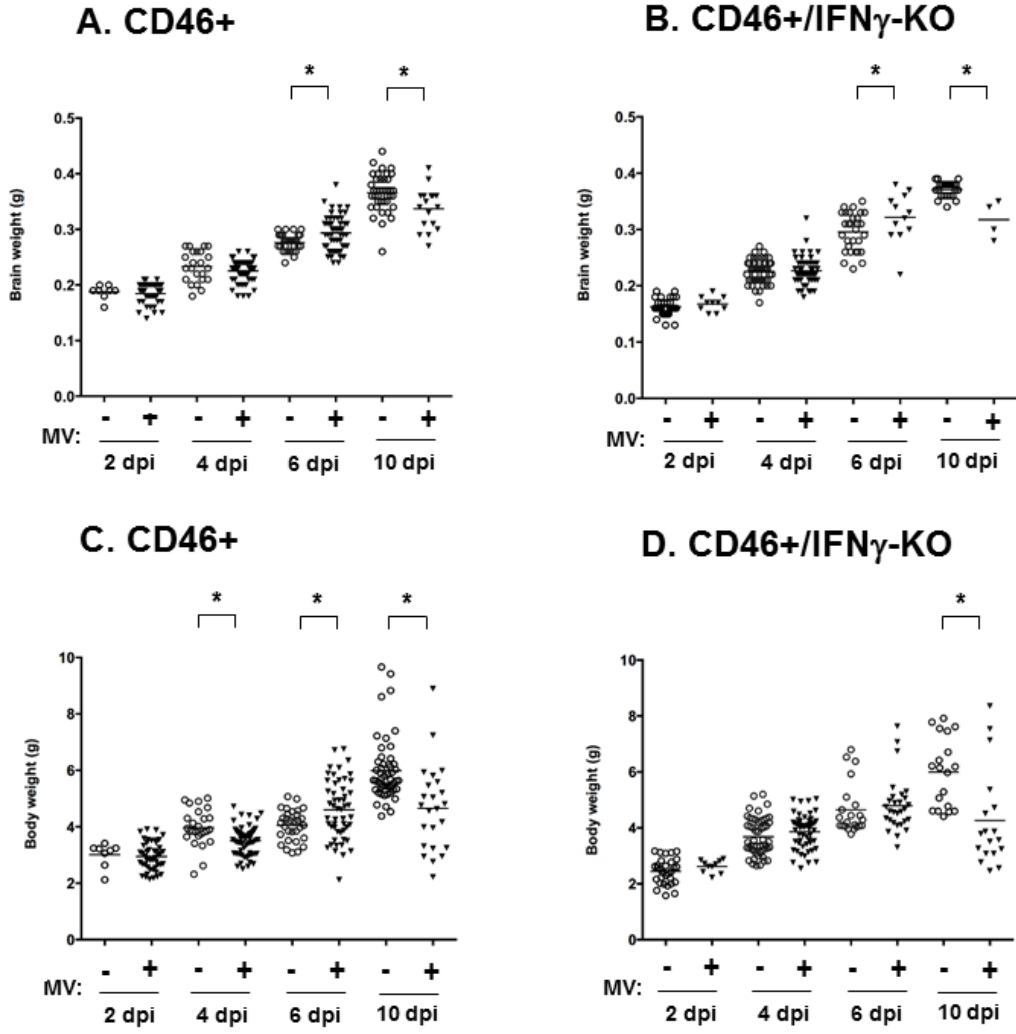 A. CD46+
B. CD46+/IFNγ-KO
* *
* *
Brain weight (g)
0.5
0.4
0.3
0.2
0.1
0.0
MV: - + - + - + - +
2 dpi 4 dpi 6 dpi 10 dpi
Brain weight (g)
0.5
0.4
0.3
0.2
0.1
0.0
MV: - + - + - + - +
2 dpi 4 dpi 6 dpi 10 dpi
C. CD46+
D. CD46+/IFNγ-KO
* * *
*
Body weight (g)
10
8
6
4
2
0
MV: - + - + - + - +
2 dpi 4 dpi 6 dpi 10 dpi
Body weight (g)
10
8
6
4
2
0
MV: - + - + - + - +
2 dpi 4 dpi 6 dpi 10 dpi